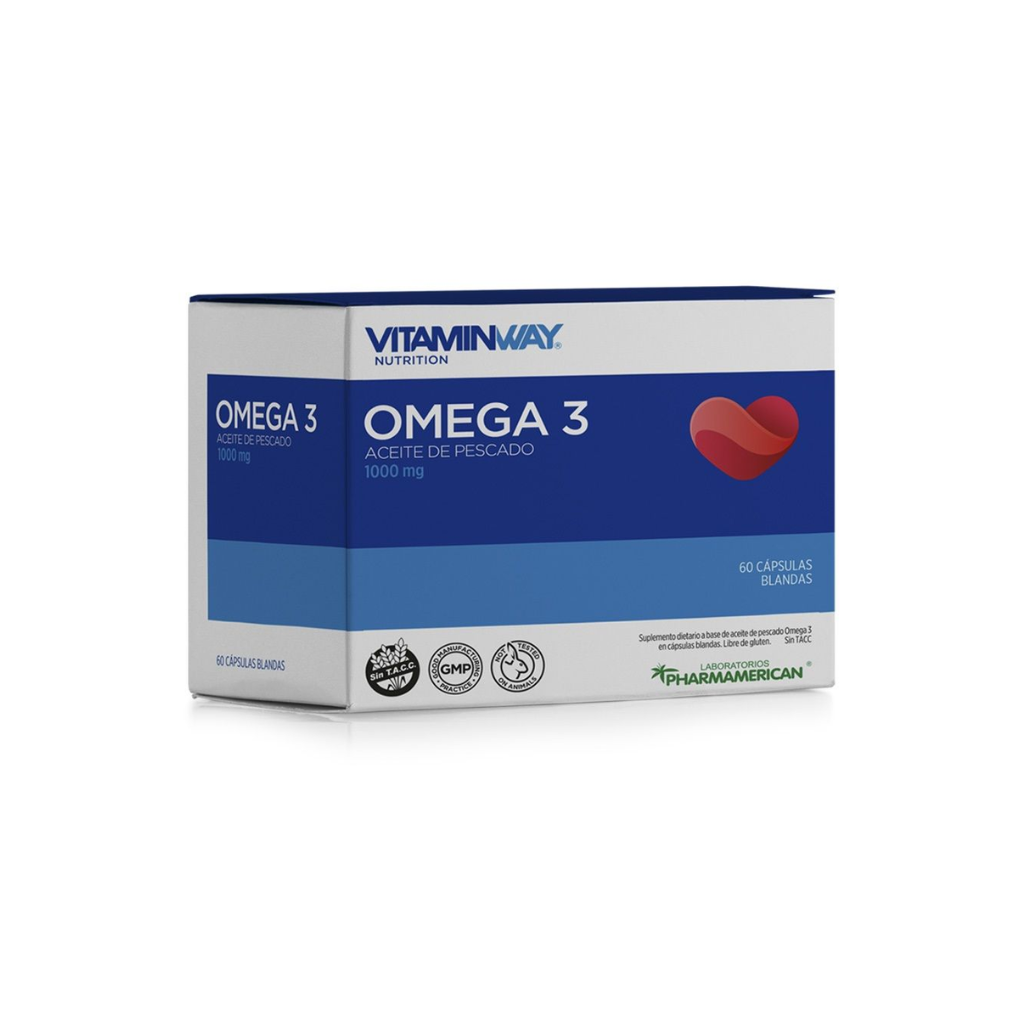 OMEGA 3
ACEITE DE PESCADO
1000 mg
60 CÁPSULAS BLANDAS
VITAMINWAY®
NUTRITION
OMEGA 3
ACEITE DE PESCADO
1000 mg
60 CÁPSULAS
BLANDAS
Sin T.A.C.C.
GOOD MANUFACTURING
GMP
PRACTICE
NOT TESTED
ON ANIMALS
Suplemento dietario a base de aceite de pescado Omega 3
en cápsulas blandas. Libre de gluten. Sin TACC
LABORATORIOS
PHARMAMERICAN®